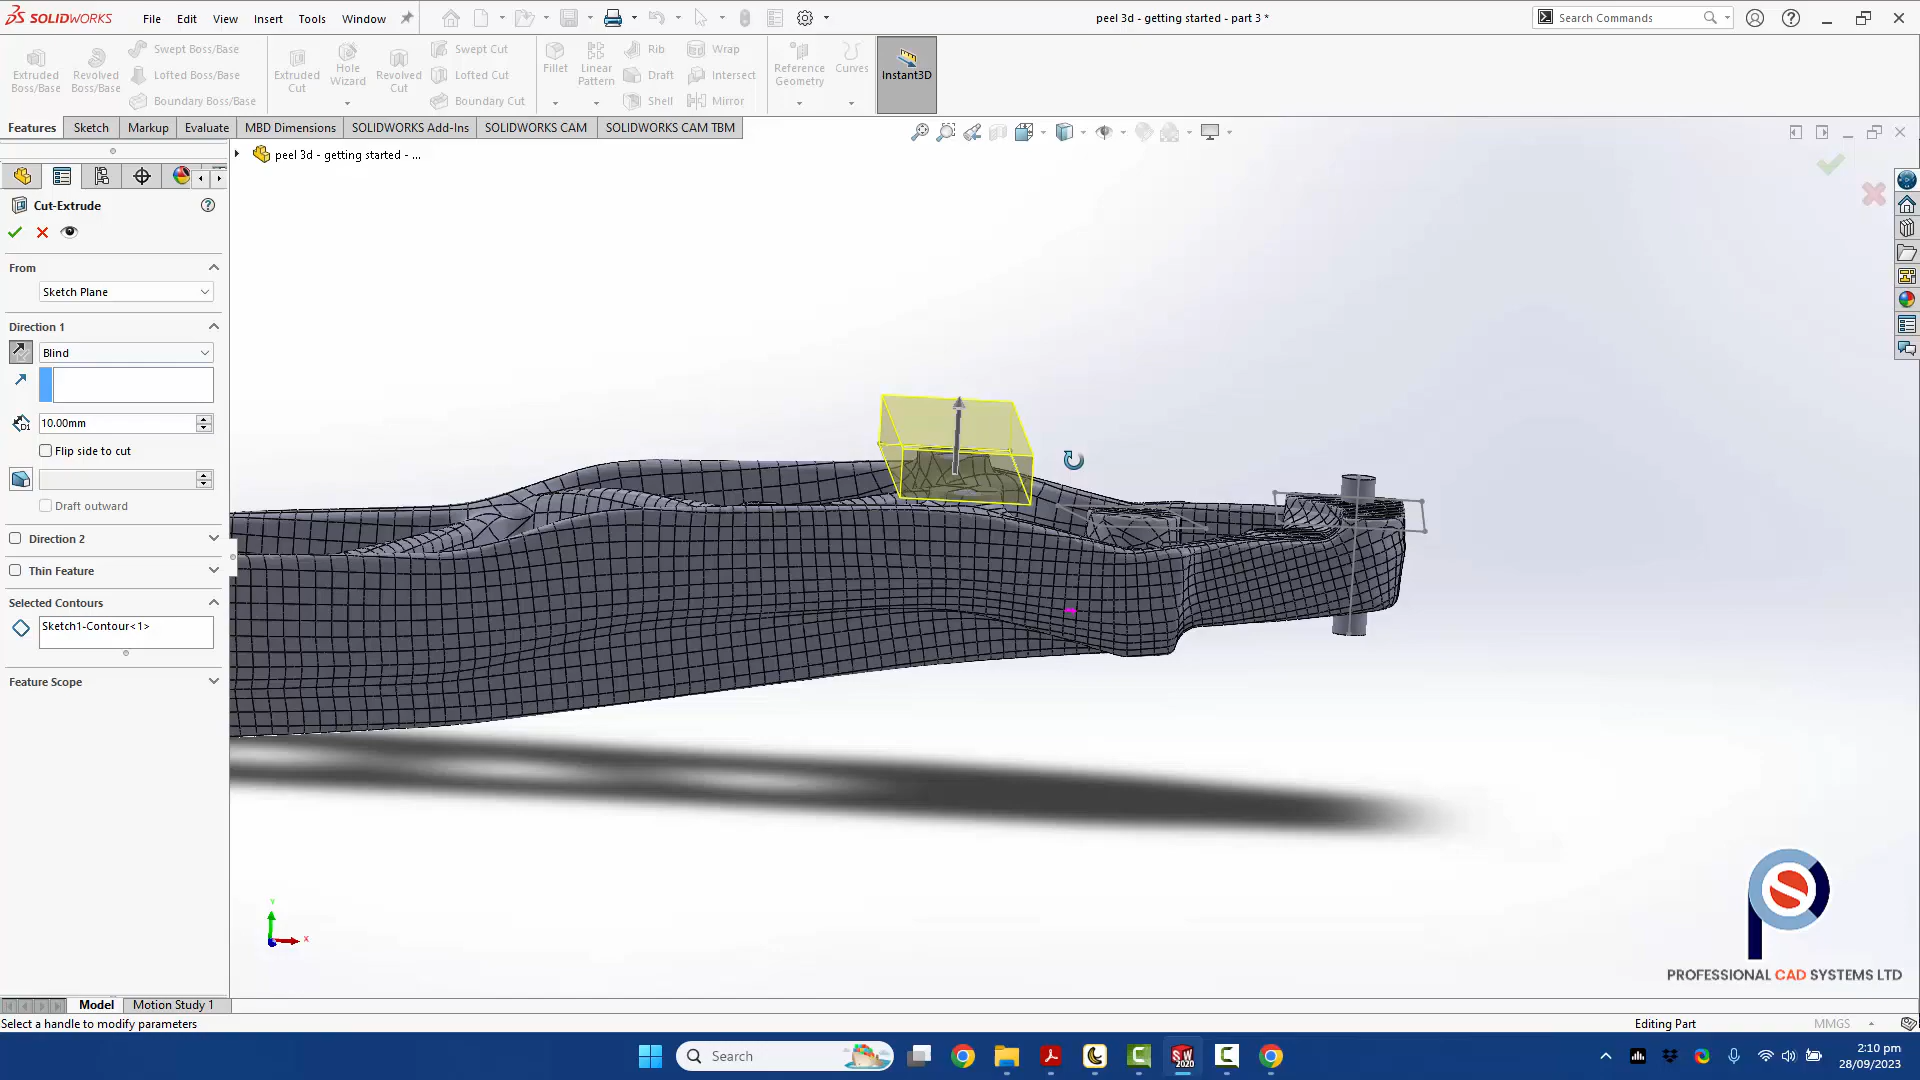 SOLIDWORKS
File
Edit
View
Insert
Tools
Window
peel 3d - getting started - part 3 *
Search Commands
Extruded Boss/Base
Revolved Boss/Base
Swept Boss/Base
Lofted Boss/Base
Boundary Boss/Base
Extruded Cut
Hole Wizard
Revolved Cut
Swept Cut
Lofted Cut
Boundary Cut
Fillet
Linear Pattern
Rib
Draft
Shell
Wrap
Intersect
Mirror
Reference Geometry
Curves
Instant3D
Features
Sketch
Markup
Evaluate
MBD Dimensions
SOLIDWORKS Add-Ins
SOLIDWORKS CAM
SOLIDWORKS CAM TBM
peel 3d - getting started - ...
Cut-Extrude
From
Sketch Plane
Direction 1
Blind
D1
10.00mm
Flip side to cut
Draft outward
Direction 2
Thin Feature
Selected Contours
Sketch1-Contour<1>
Feature Scope
Y
X
PROFESSIONAL CAD SYSTEMS LTD
Model
Motion Study 1
Select a handle to modify parameters
Editing Part
MMGS
Search
SW
2020
2:10 pm
28/09/2023